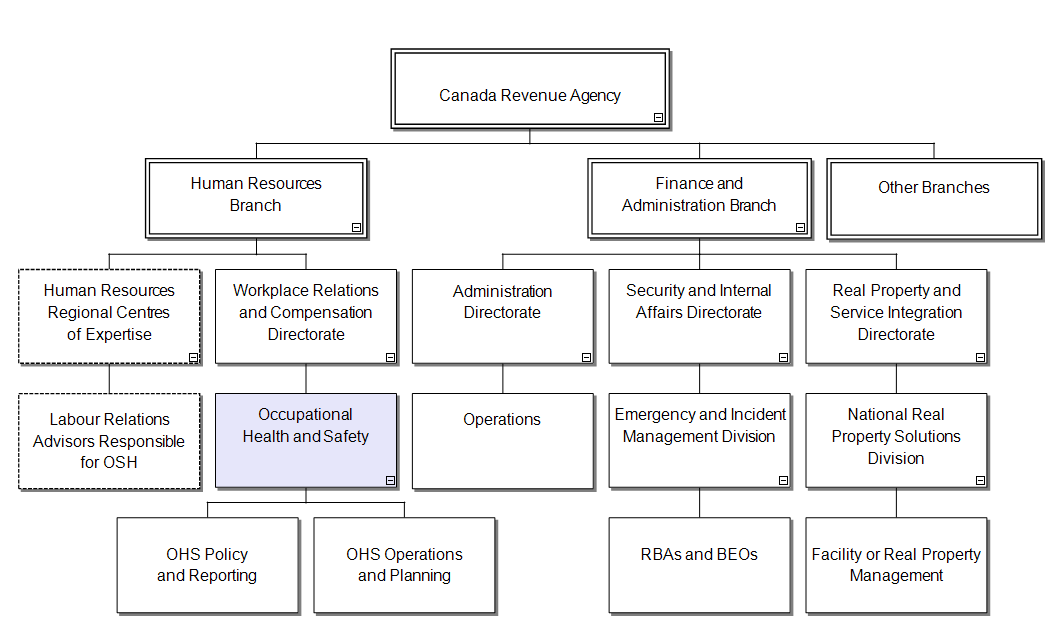 Canada Revenue Agency
Human Resources
Branch
Finance and
Administration Branch
Other Branches
Human Resources
Regional Centres
of Expertise
Workplace Relations
and Compensation
Directorate
Administration
Directorate
Security and Internal
Affairs Directorate
Real Property and
Service Integration
Directorate
Labour Relations
Advisors Responsible
for OSH
Occupational
Health and Safety
Operations
Emergency and Incident
Management Division
National Real
Property Solutions
Division
OHS Policy
and Reporting
OHS Operations
and Planning
RBAs and BEOs
Facility or Real Property
Management